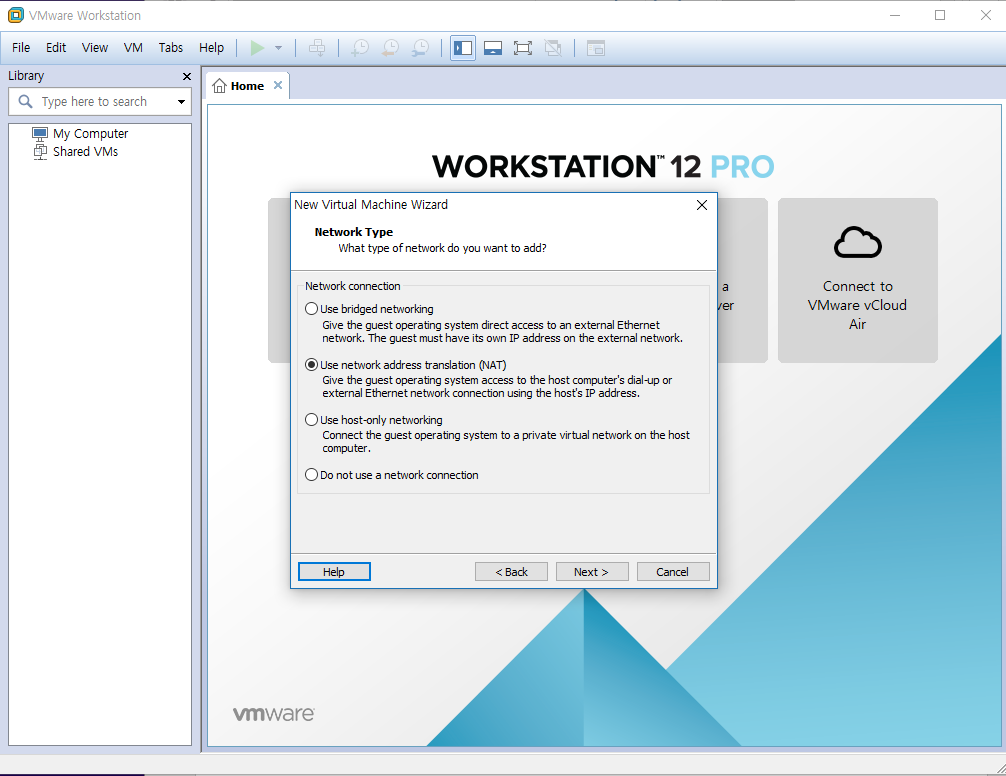 VMware Workstation
File Edit View VM Tabs Help
Library
Type here to search
My Computer
Shared VMs
Home
WORKSTATION™ 12 PRO
New Virtual Machine Wizard
Network Type
What type of network do you want to add?
Network connection
Use bridged networking
Give the guest operating system direct access to an external Ethernet
network. The guest must have its own IP address on the external network.
Use network address translation (NAT)
Give the guest operating system access to the host computer's dial-up or
external Ethernet network connection using the host's IP address.
Use host-only networking
Connect the guest operating system to a private virtual network on the host
computer.
Do not use a network connection
Help < Back Next > Cancel
a
ver
Connect to
VMware vCloud
Air
vmware